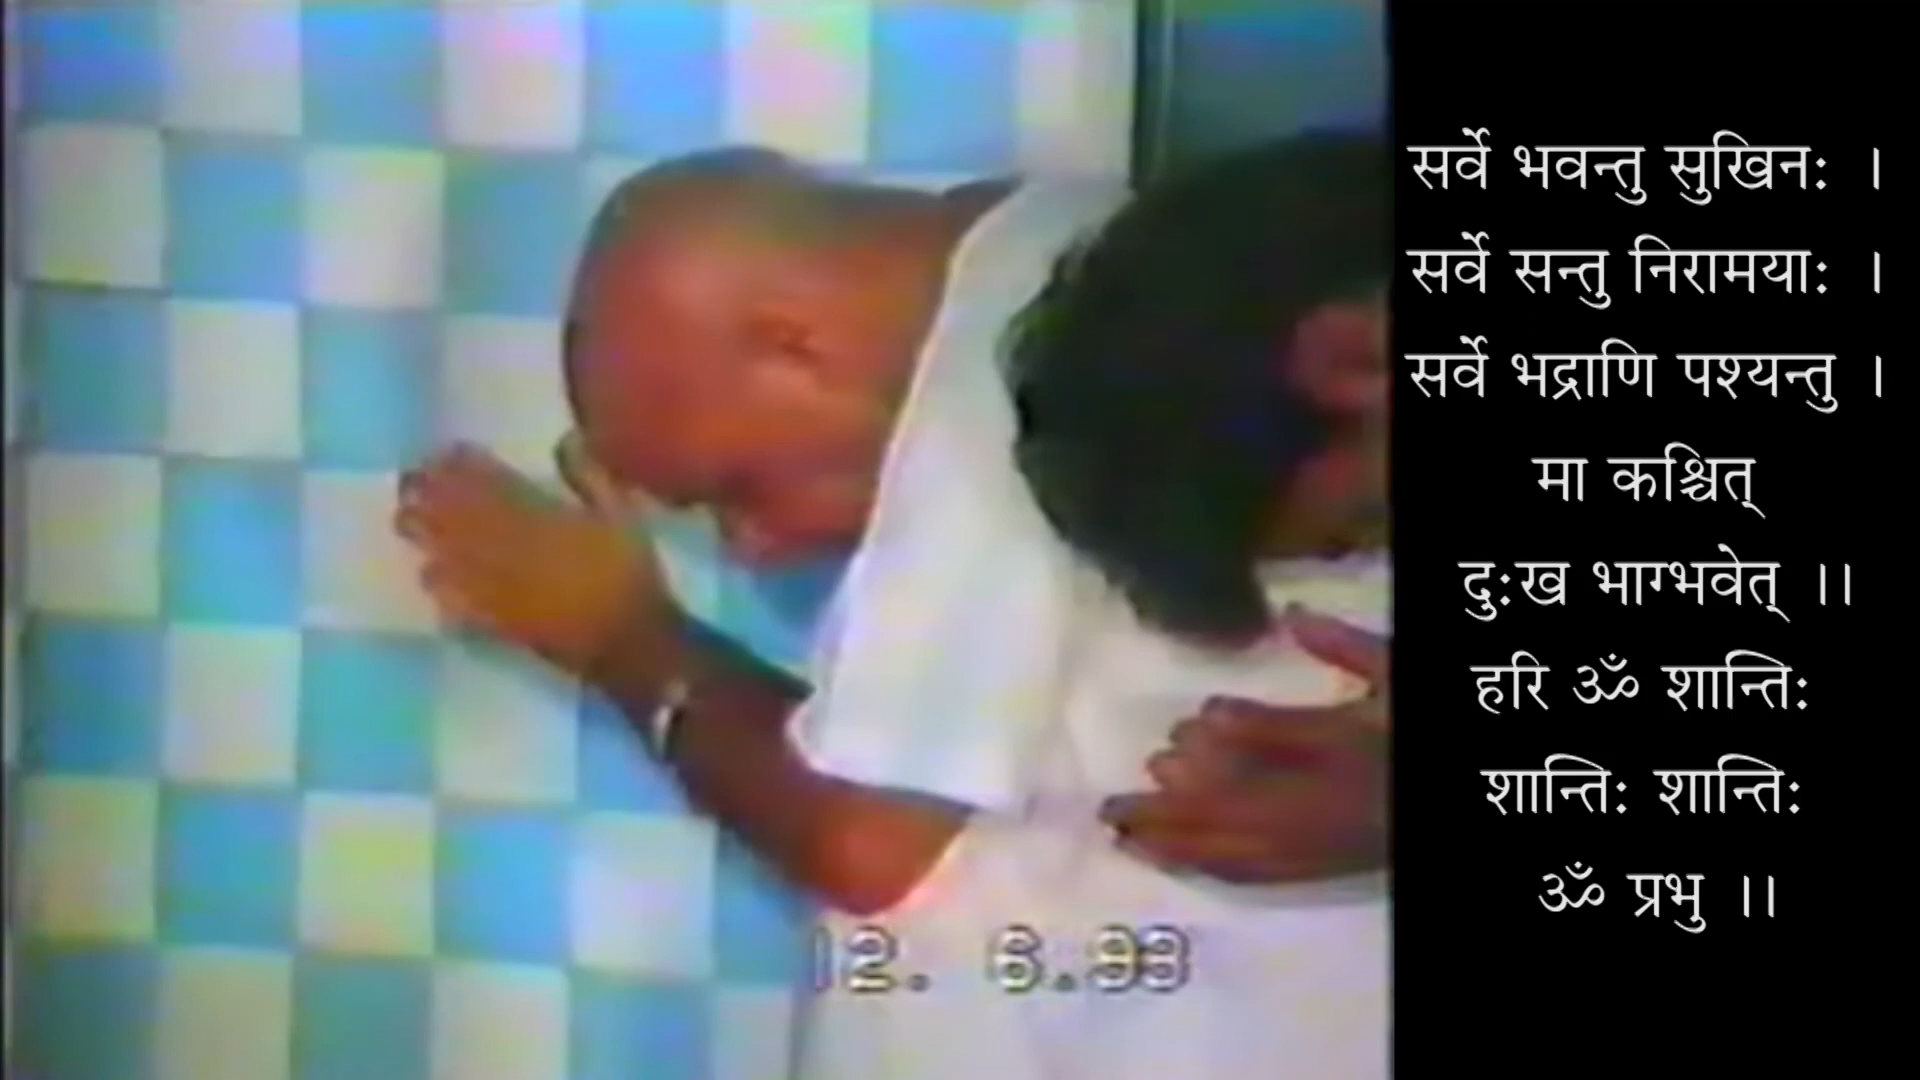 सर्वे भवन्तु सुखिनः ।
सर्वे सन्तु निरामयाः ।
सर्वे भद्राणि पश्यन्तु ।
मा कश्चित्
दुःख भाग्भवेत् ।।
हरि ॐ शान्तिः
शान्तिः शान्तिः
ॐ प्रभु ।।
12. 6.93